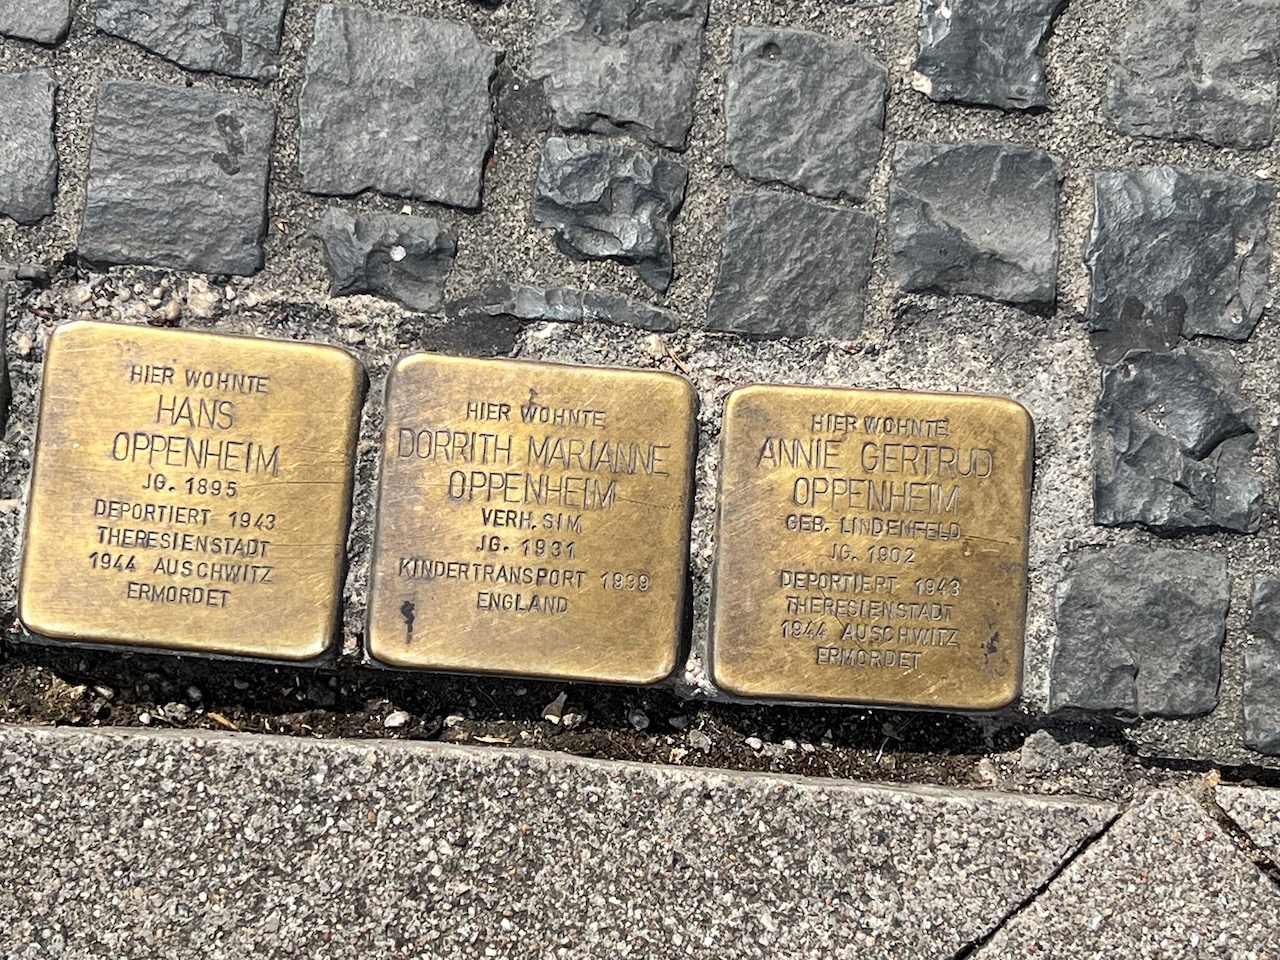 HIER WOHNTE
HANS
OPPENHEIM
JG. 1895
DEPORTIERT 1943
THERESIENSTADT
1944 AUSCHWITZ
ERMORDET
HIER WOHNTE
DORRITH MARIANNE
OPPENHEIM
VERH. SIM
JG. 1931
KINDERTRANSPORT 1939
ENGLAND
HIER WOHNTE
ANNIE GERTRUD
OPPENHEIM
GEB. LINDENFELD
JG. 1902
DEPORTIERT 1943
THERESIENSTADT
1944 AUSCHWITZ
ERMORDET